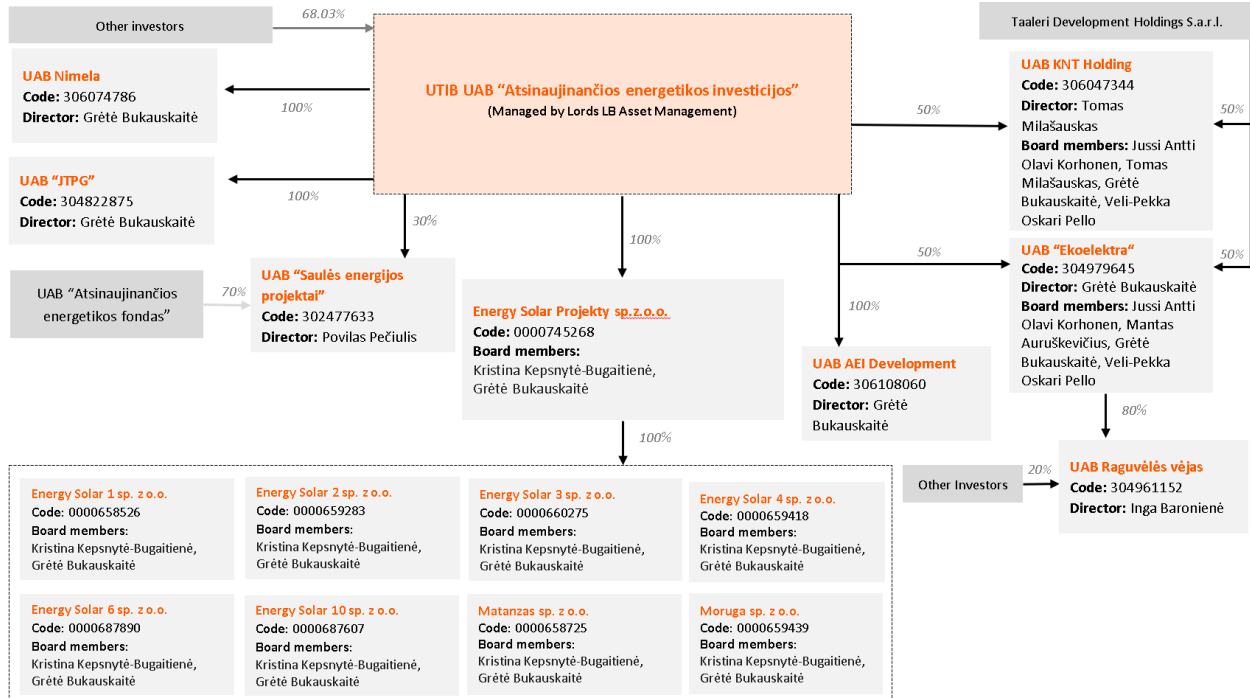 Other investors
68.03%
UTIB UAB “Atsinaujinančios energetikos investicijos”
(Managed by Lords LB Asset Management)
Taaleri Development Holdings S.a.r.l.
UAB Nimela
Code: 306074786
Director: Grėtė Bukauskaitė
100%
UAB “JTPG”
Code: 304822875
Director: Grėtė Bukauskaitė
100%
UAB “Atsinaujinančios
energetikos fondas”
70%
30%
UAB “Saulės energijos
projektai”
Code: 302477633
Director: Povilas Pečiulis
100%
Energy Solar Projekty sp.z.o.o.
Code: 0000745268
Board members:
Kristina Kepsnytė-Bugaitienė,
Grėtė Bukauskaitė
100%
100%
UAB AEI Development
Code: 306108060
Director: Grėtė
Bukauskaitė
50%
50%
UAB KNT Holding
Code: 306047344
Director: Tomas
Milašauskas
Board members: Jussi Antti
Olavi Korhonen, Tomas
Milašauskas, Grėtė
Bukauskaitė, Veli-Pekka
Oskari Pello
50%
50%
UAB “Ekoelektra“
Code: 304979645
Director: Grėtė Bukauskaitė
Board members: Jussi Antti
Olavi Korhonen, Mantas
Auruškevičius, Grėtė
Bukauskaitė, Veli-Pekka
Oskari Pello
80%
Other Investors
20%
UAB Raguvėlės vėjas
Code: 304961152
Director: Inga Baronienė
Energy Solar 1 sp. z o.o.
Code: 0000658526
Board members:
Kristina Kepsnytė-Bugaitienė,
Grėtė Bukauskaitė
Energy Solar 2 sp. z o.o.
Code: 0000659283
Board members:
Kristina Kepsnytė-Bugaitienė,
Grėtė Bukauskaitė
Energy Solar 3 sp. z o.o.
Code: 0000660275
Board members:
Kristina Kepsnytė-Bugaitienė,
Grėtė Bukauskaitė
Energy Solar 4 sp. z o.o.
Code: 0000659418
Board members:
Kristina Kepsnytė-Bugaitienė,
Grėtė Bukauskaitė
Energy Solar 6 sp. z o.o.
Code: 0000687890
Board members:
Kristina Kepsnytė-Bugaitienė,
Grėtė Bukauskaitė
Energy Solar 10 sp. z o.o.
Code: 0000687607
Board members:
Kristina Kepsnytė-Bugaitienė,
Grėtė Bukauskaitė
Matanzas sp. z o.o.
Code: 0000658725
Board members:
Kristina Kepsnytė-Bugaitienė,
Grėtė Bukauskaitė
Moruga sp. z o.o.
Code: 0000659439
Board members:
Kristina Kepsnytė-Bugaitienė,
Grėtė Bukauskaitė